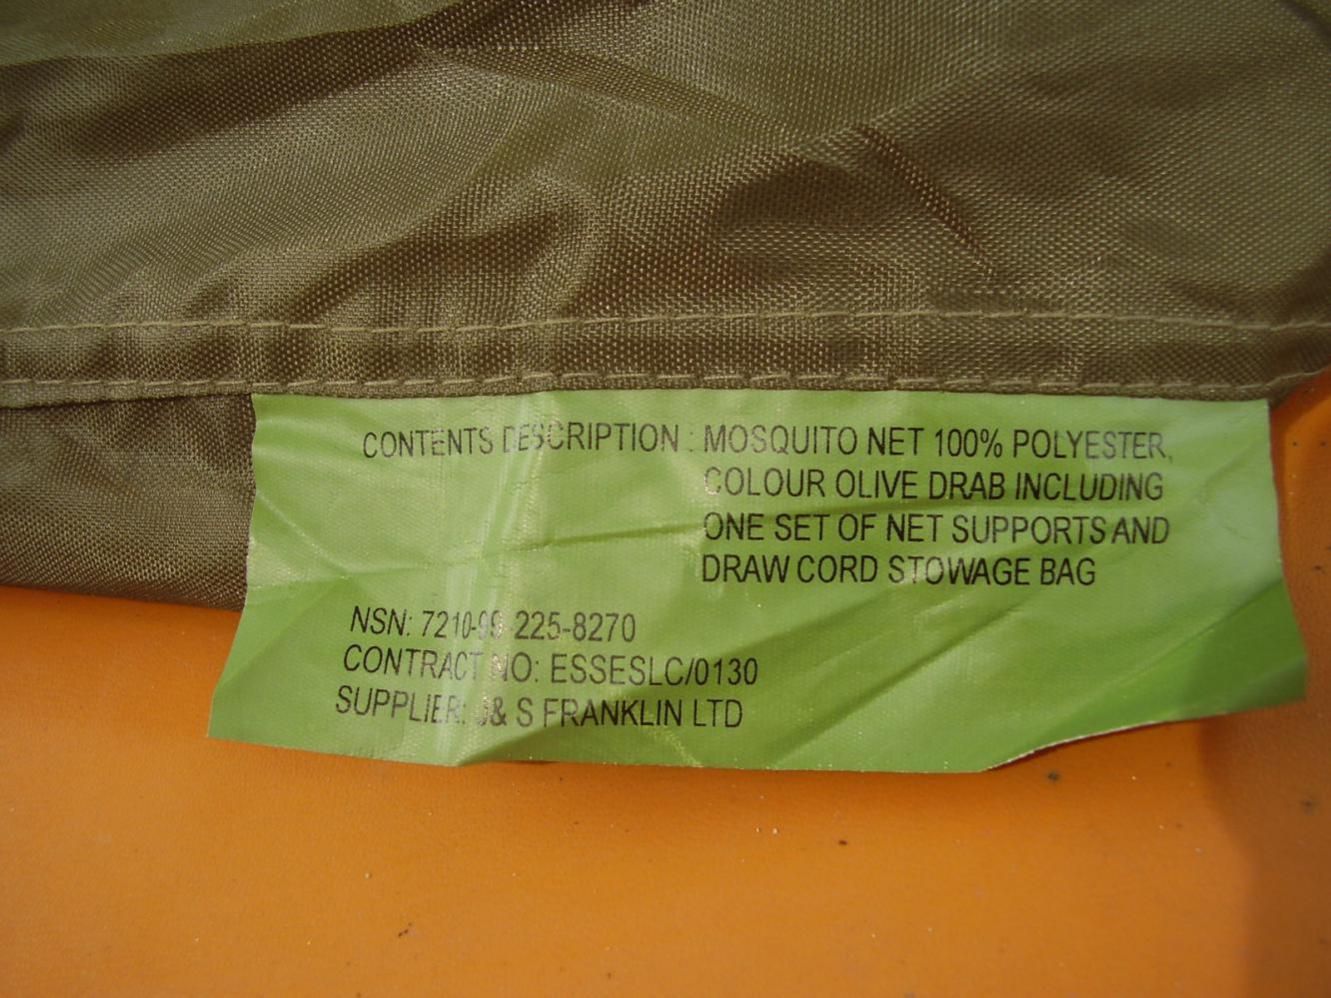 CONTENTS DESCRIPTION : MOSQUITO NET 100% POLYESTER,
COLOUR OLIVE DRAB INCLUDING
ONE SET OF NET SUPPORTS AND
DRAW CORD STOWAGE BAG
NSN: 7210-99-225-8270
CONTRACT NO: ESSESLC/0130
SUPPLIER: J & S FRANKLIN LTD